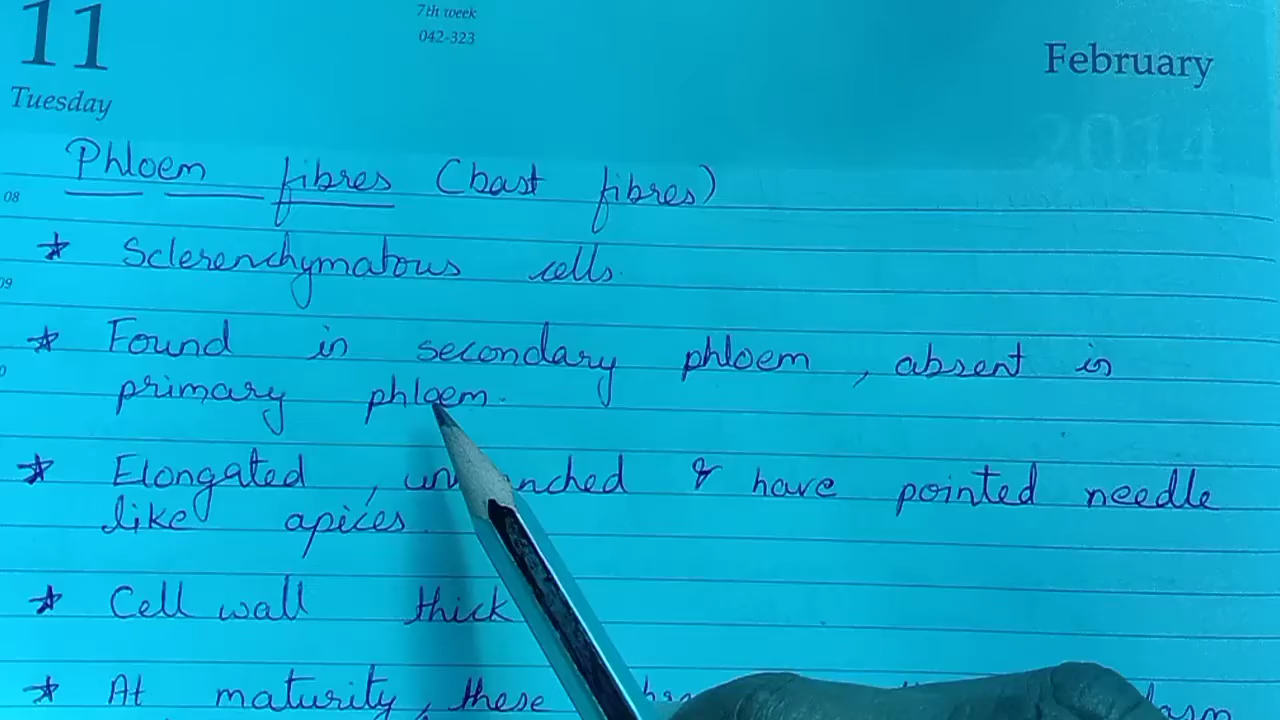 11
7th week
042-323
February
Tuesday
2014
Phloem fibres (bast fibres)
08
* Sclerenchymatous cells.
09
* Found in secondary phloem, absent in
primary phloem.
* Elongated, & have pointed needle
like apices.
* Cell wall thick
* At maturity, these